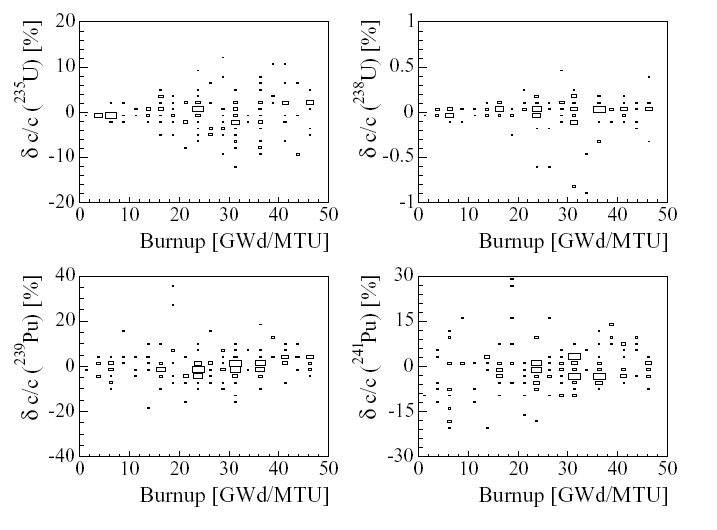 δ c/c (²³⁵U) [%]
20
10
0
-10
-20
0 10 20 30 40 50
Burnup [GWd/MTU]
δ c/c (²³⁸U) [%]
1
0.5
0
-0.5
-1
0 10 20 30 40 50
Burnup [GWd/MTU]
δ c/c (²³⁹Pu) [%]
40
20
0
-20
-40
0 10 20 30 40 50
Burnup [GWd/MTU]
δ c/c (²⁴¹Pu) [%]
30
15
0
-15
-30
0 10 20 30 40 50
Burnup [GWd/MTU]